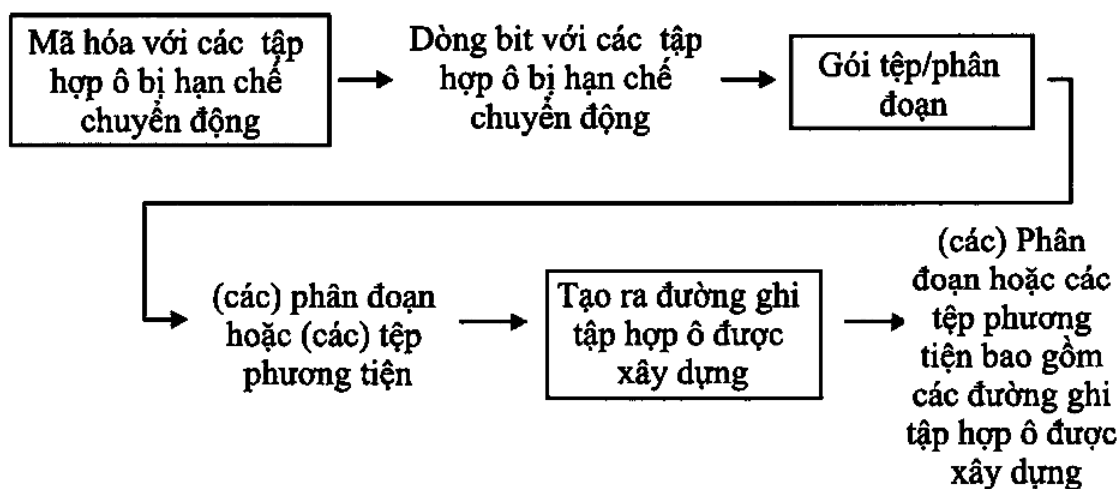 Mã hóa với các tập
hợp ô bị hạn chế
chuyển động
Dòng bit với các tập
hợp ô bị hạn chế
chuyển động
Gói tệp/phân
đoạn
(các) phân đoạn
hoặc (các) tệp
phương tiện
Tạo ra đường ghi
tập hợp ô được
xây dựng
(các) Phân
đoạn hoặc các
tệp phương
tiện bao gồm
các đường ghi
tập hợp ô được
xây dựng